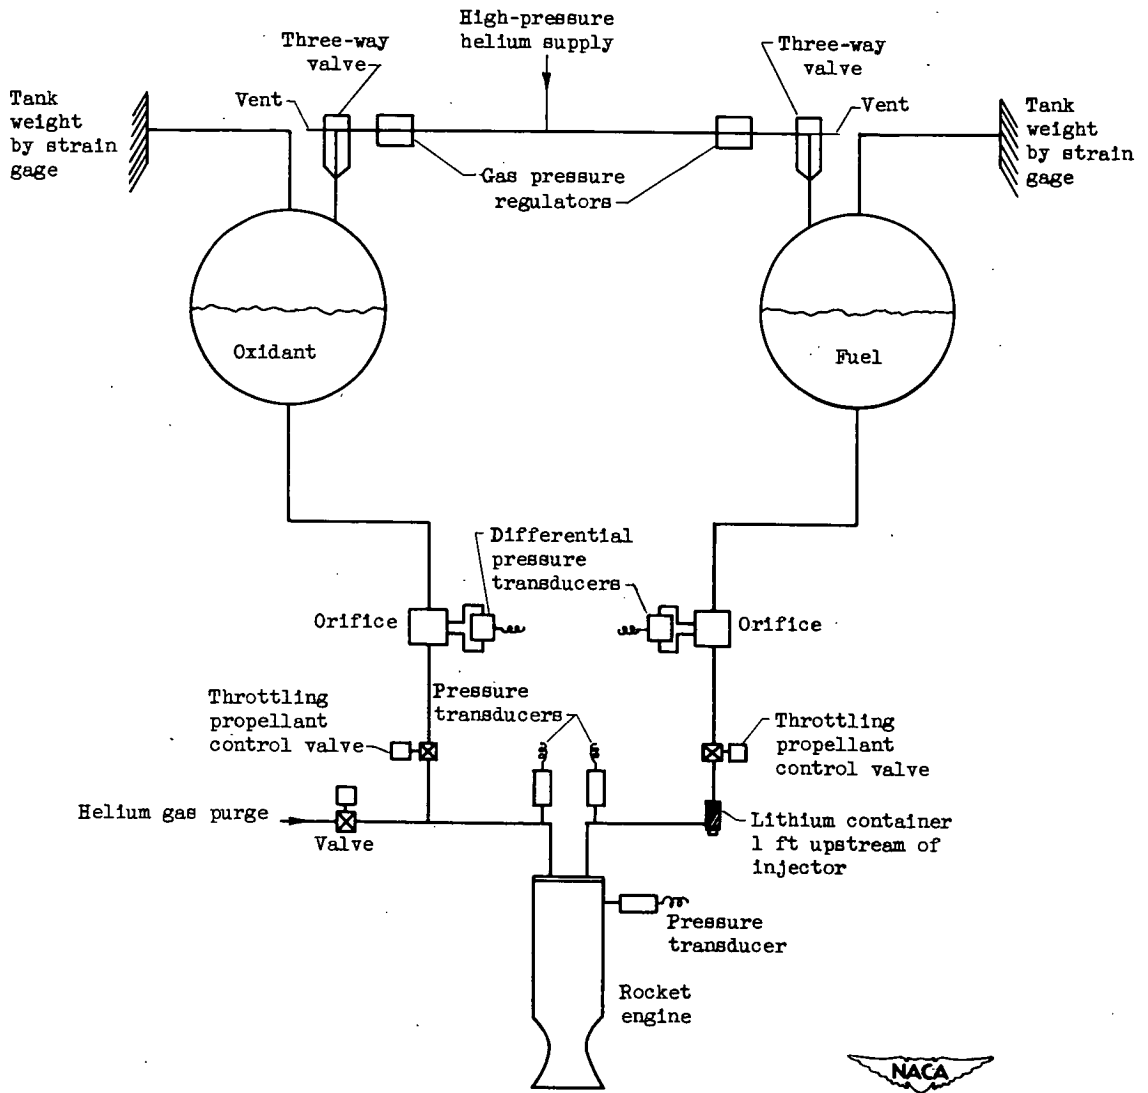 High-pressure
helium supply
Three-way
valve
Three-way
valve
Tank
weight
by strain
gage
Vent
Vent
Tank
weight
by strain
gage
Gas pressure
regulators
Oxidant
Fuel
Differential
pressure
transducers
Orifice
Orifice
Throttling
propellant
control valve
Pressure
transducers
Throttling
propellant
control valve
Helium gas purge
Valve
Lithium container
1 ft upstream of
injector
Pressure
transducer
Rocket
engine
NACA